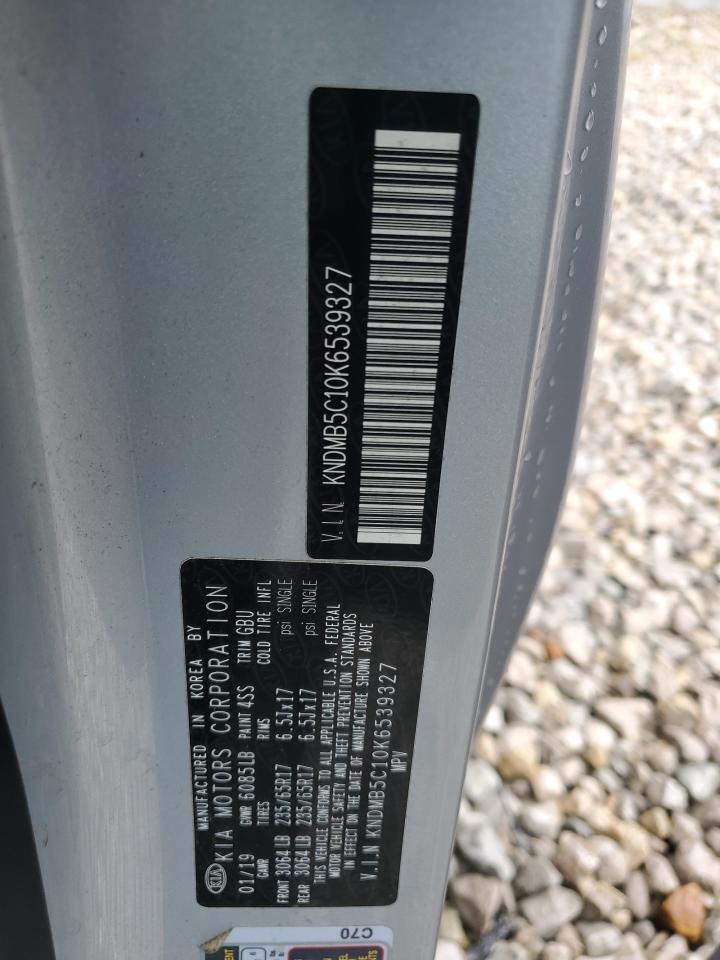 V.I.N. KNDMB5C10K6539327
MANUFACTURED IN KOREA BY
KIA KIA MOTORS CORPORATION
01/19 GVWR 6085LB PAINT 4SS TRIM GBU
GAWR TIRES RIMS COLD TIRE INFL
FRONT 3064 LB 235/65R17 6.5Jx17 psi SINGLE
REAR 3064 LB 235/65R17 6.5Jx17 psi SINGLE
THIS VEHICLE CONFORMS TO ALL APPLICABLE U.S.A. FEDERAL
MOTOR VEHICLE SAFETY AND THEFT PREVENTION STANDARDS
IN EFFECT ON THE DATE OF MANUFACTURE SHOWN ABOVE
V.I.N KNDMB5C10K6539327
MPV
C70